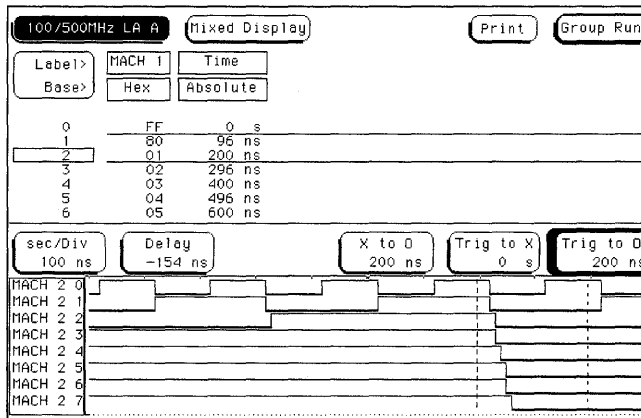 100/500MHz LA A Mixed Display Print Group Run
Label> MACH 1 Time
Base> Hex Absolute
0 FF 0 s
1 80 96 ns
2 01 200 ns
3 02 296 ns
4 03 400 ns
5 04 496 ns
6 05 600 ns
sec/Div Delay X to O Trig to X Trig to O
100 ns -154 ns 200 ns 0 s 200 ns
MACH 2 0
MACH 2 1
MACH 2 2
MACH 2 3
MACH 2 4
MACH 2 5
MACH 2 6
MACH 2 7